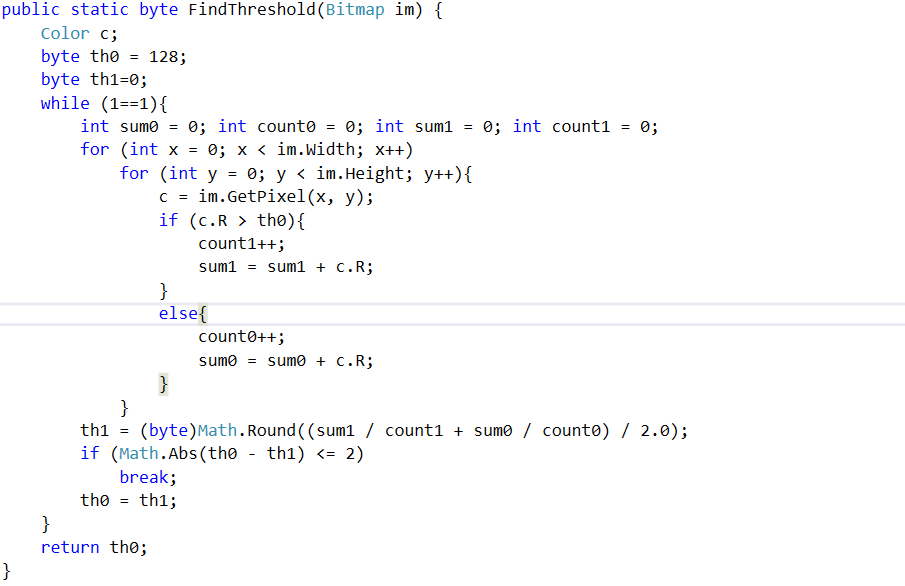 public static byte FindThreshold(Bitmap im) {
    Color c;
    byte th0 = 128;
    byte th1=0;
    while (1==1){
        int sum0 = 0; int count0 = 0; int sum1 = 0; int count1 = 0;
        for (int x = 0; x < im.Width; x++)
            for (int y = 0; y < im.Height; y++){
                c = im.GetPixel(x, y);
                if (c.R > th0){
                    count1++;
                    sum1 = sum1 + c.R;
                }
                else{
                    count0++;
                    sum0 = sum0 + c.R;
                }
            }
        th1 = (byte)Math.Round((sum1 / count1 + sum0 / count0) / 2.0);
        if (Math.Abs(th0 - th1) <= 2)
            break;
        th0 = th1;
    }
    return th0;
}